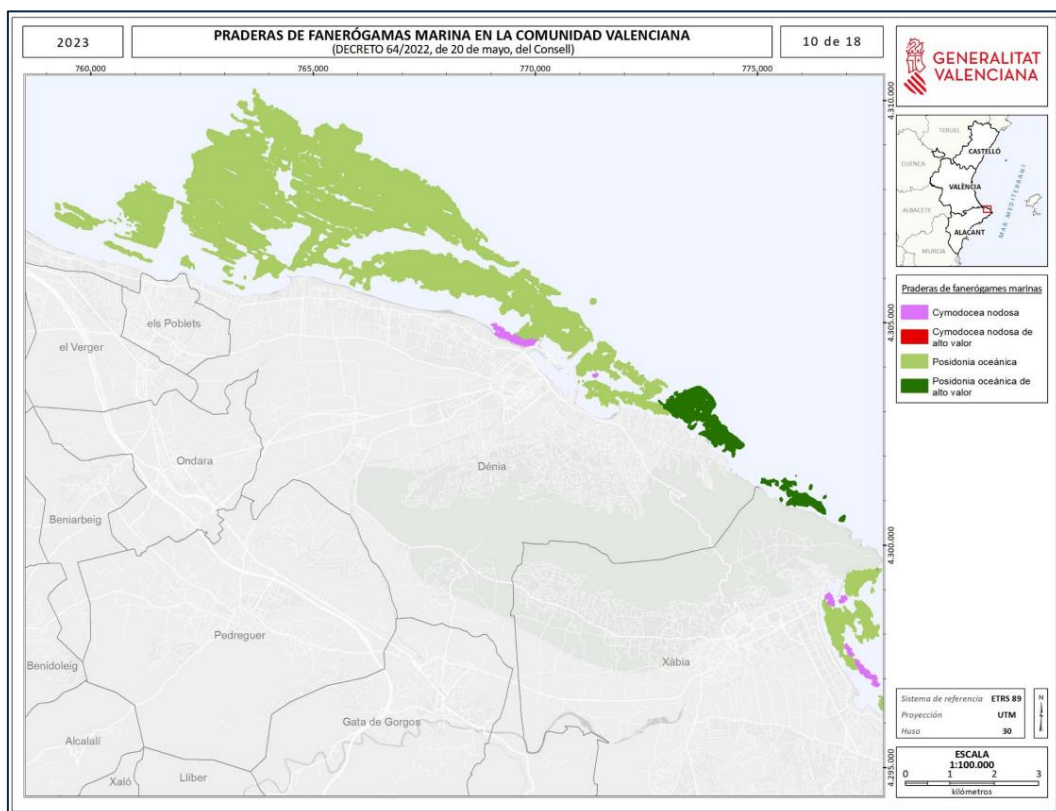 2023
PRADERAS DE FANERÓGAMAS MARINA EN LA COMUNIDAD VALENCIANA
(DECRETO 64/2022, de 20 de mayo, del Consell)
10 de 18
760,000
765,000
770,000
775,000
4.310.000
4.305.000
4.300.000
4.295.000
els Poblets
el Verger
Ondara
Dénia
Beniarbeig
Pedreguer
Benidoleig
Xàbia
Gata de Gorgos
Alcalalí
Xaló
Llíber
GENERALITAT
VALENCIANA
TERUEL
CASTELLÓ
CUENCA
VALÈNCIA
ALBACETE
ALACANT
MURCIA
MAR MEDITERRANI
Praderas de fanerógames marinas
Cymodocea nodosa
Cymodocea nodosa de
alto valor
Posidonia oceánica
Posidonia oceánica de
alto valor
Sistema de referencia ETRS 89
Proyección UTM
Huso 30
N
ESCALA
1:100.000
0 1 2 3
kilómetros